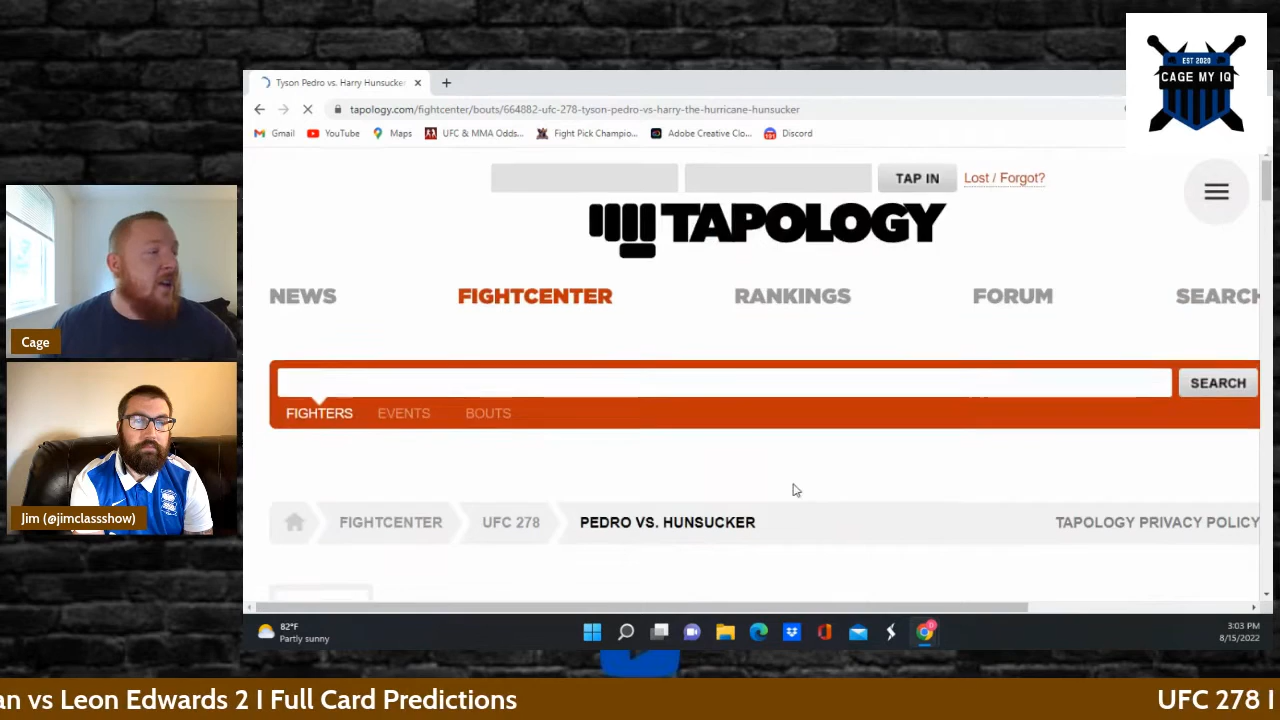 EST 2020
CAGE MY IQ
Tyson Pedro vs. Harry Hunsucker
tapology.com/fightcenter/bouts/664882-ufc-278-tyson-pedro-vs-harry-the-hurricane-hunsucker
Gmail YouTube Maps UFC & MMA Odds... Fight Pick Champio... Adobe Creative Clo... Discord
TAP IN Lost / Forgot?
TAPOLOGY
NEWS FIGHTCENTER RANKINGS FORUM SEARCH
SEARCH
FIGHTERS EVENTS BOUTS
FIGHTCENTER UFC 278 PEDRO VS. HUNSUCKER TAPOLOGY PRIVACY POLICY
Cage
Jim (@jimclassshow)
82°F
Partly sunny
3:03 PM
8/15/2022
an vs Leon Edwards 2 I Full Card Predictions
UFC 278 I